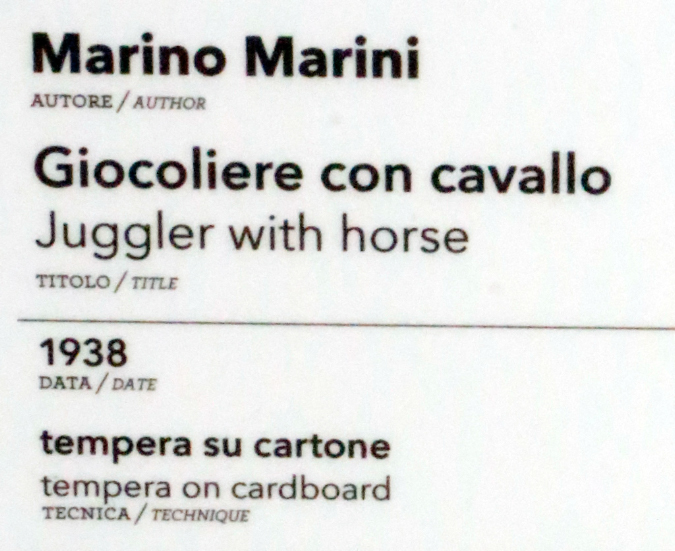 Marino Marini
AUTORE / AUTHOR
Giocoliere con cavallo
Juggler with horse
TITOLO / TITLE
1938
DATA / DATE
tempera su cartone
tempera on cardboard
TECNICA / TECHNIQUE